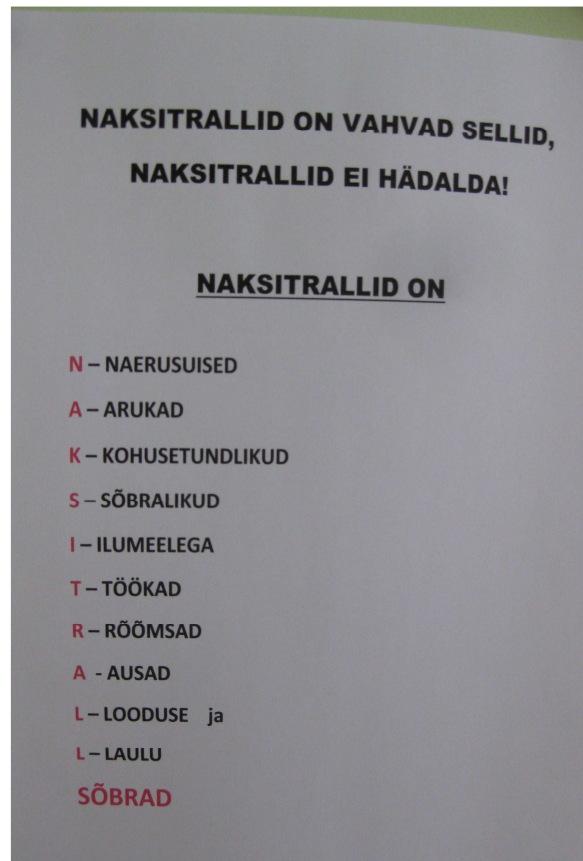 NAKSITRALLID ON VAHVAD SELLID,
NAKSITRALLID EI HÄDALDA!
NAKSITRALLID ON
N – NAERUSUISED
A – ARUKAD
K – KOHUSETUNDLIKUD
S – SÕBRALIKUD
I – ILUMEELEGA
T – TÖÖKAD
R – RÕÕMSAD
A - AUSAD
L – LOODUSE ja
L – LAULU
SÕBRAD